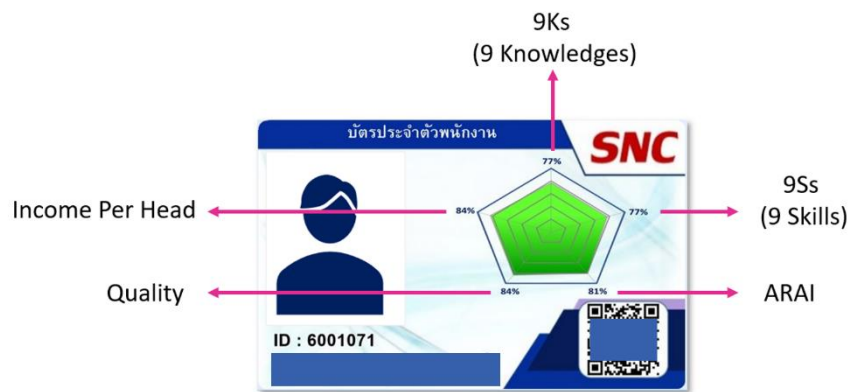 9Ks
(9 Knowledges)
บัตรประจำตัวพนักงาน
SNC
77%
Income Per Head
84%
77%
9Ss
(9 Skills)
Quality
84%
81%
ARAI
ID : 6001071